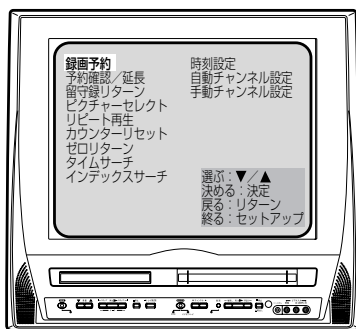 録画予約
予約確認／延長
留守録リターン
ピクチャーセレクト
リピート再生
カウンターリセット
ゼロリターン
タイムサーチ
インデックスサーチ
時刻設定
自動チャンネル設定
手動チャンネル設定
選ぶ：▼／▲
決める：決定
戻る：リターン
終る：セットアップ